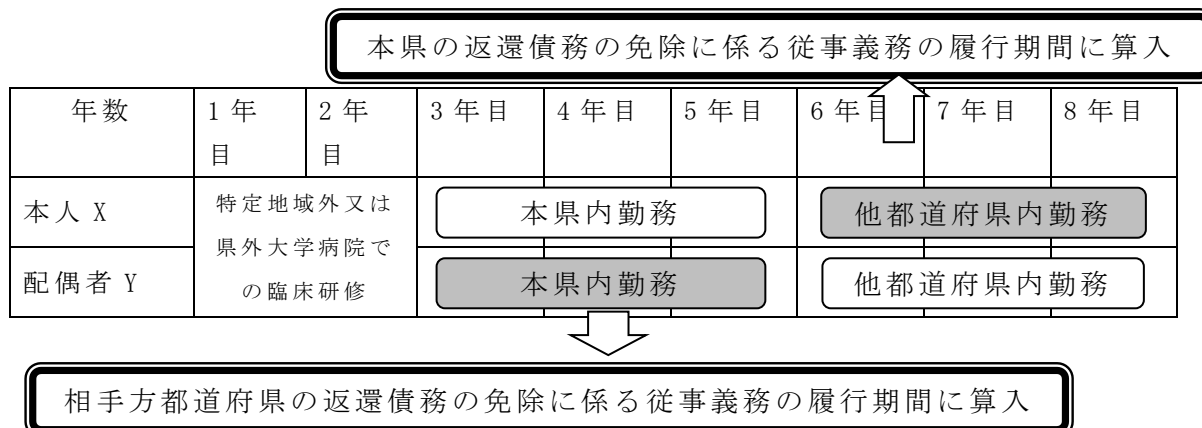 本県の返還債務の免除に係る従事義務の履行期間に算入
年数 1年目 2年目 3年目 4年目 5年目 6年目 7年目 8年目
本人 X 特定地域外又は県外大学病院での臨床研修 本県内勤務 他都道府県内勤務
配偶者 Y 本県内勤務 他都道府県内勤務
相手方都道府県の返還債務の免除に係る従事義務の履行期間に算入